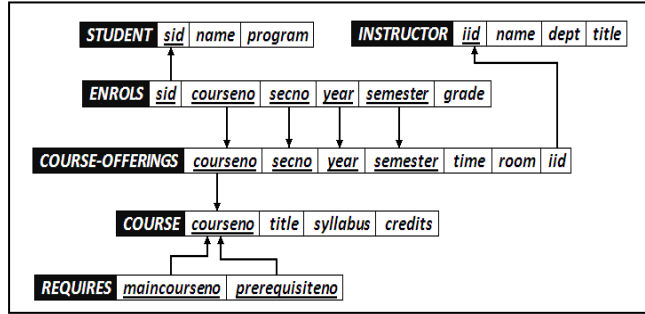 STUDENT sid name program INSTRUCTOR iid name dept title
ENROLS sid courseno secno year semester grade
COURSE-OFFERINGS courseno secno year semester time room iid
COURSE courseno title syllabus credits
REQUIRES maincourseno prerequisiteno